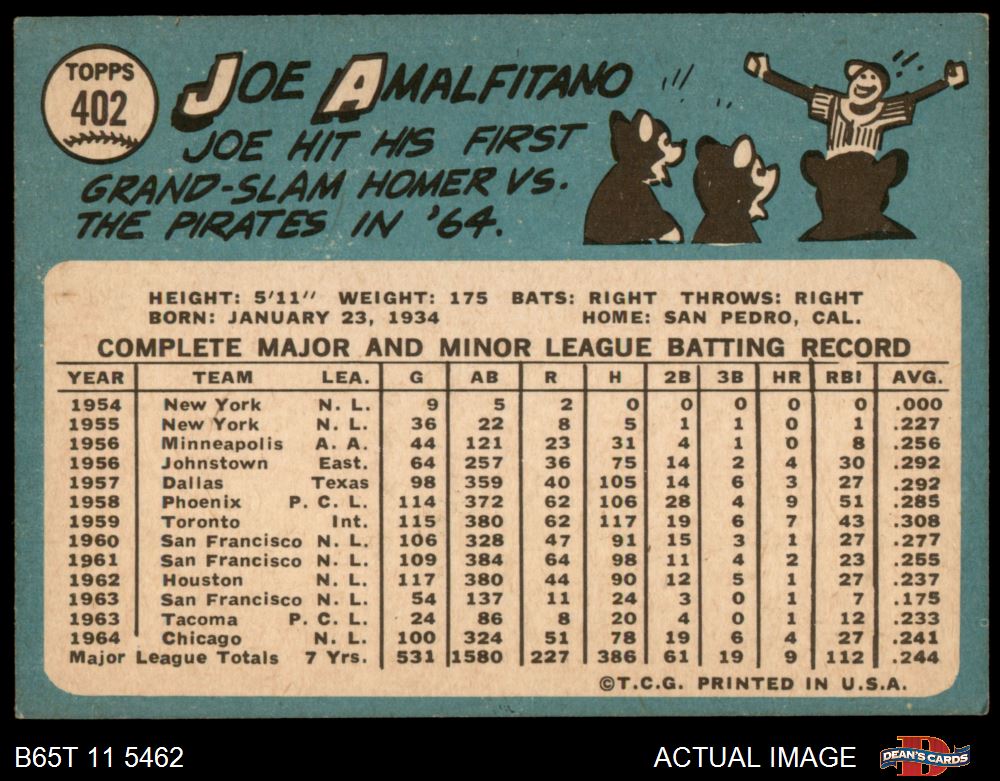 TOPPS
402
JOE AMALFITANO
JOE HIT HIS FIRST
GRAND-SLAM HOMER VS.
THE PIRATES IN '64.
HEIGHT: 5'11" WEIGHT: 175 BATS: RIGHT THROWS: RIGHT
BORN: JANUARY 23, 1934 HOME: SAN PEDRO, CAL.
COMPLETE MAJOR AND MINOR LEAGUE BATTING RECORD
YEAR TEAM LEA. G AB R H 2B 3B HR RBI AVG.
1954 New York N. L. 9 5 2 0 0 0 0 0 .000
1955 New York N. L. 36 22 8 5 1 1 0 1 .227
1956 Minneapolis A. A. 44 121 23 31 4 1 0 8 .256
1956 Johnstown East. 64 257 36 75 14 2 4 30 .292
1957 Dallas Texas 98 359 40 105 14 6 3 27 .292
1958 Phoenix P. C. L. 114 372 62 106 28 4 9 51 .285
1959 Toronto Int. 115 380 62 117 19 6 7 43 .308
1960 San Francisco N. L. 106 328 47 91 15 3 1 27 .277
1961 San Francisco N. L. 109 384 64 98 11 4 2 23 .255
1962 Houston N. L. 117 380 44 90 12 5 1 27 .237
1963 San Francisco N. L. 54 137 11 24 3 0 1 7 .175
1963 Tacoma P. C. L. 24 86 8 20 4 0 1 12 .233
1964 Chicago N. L. 100 324 51 78 19 6 4 27 .241
Major League Totals 7 Yrs. 531 1580 227 386 61 19 9 112 .244
©T.C.G. PRINTED IN U.S.A.
B65T 11 5462 ACTUAL IMAGE DEAN'S CARDS